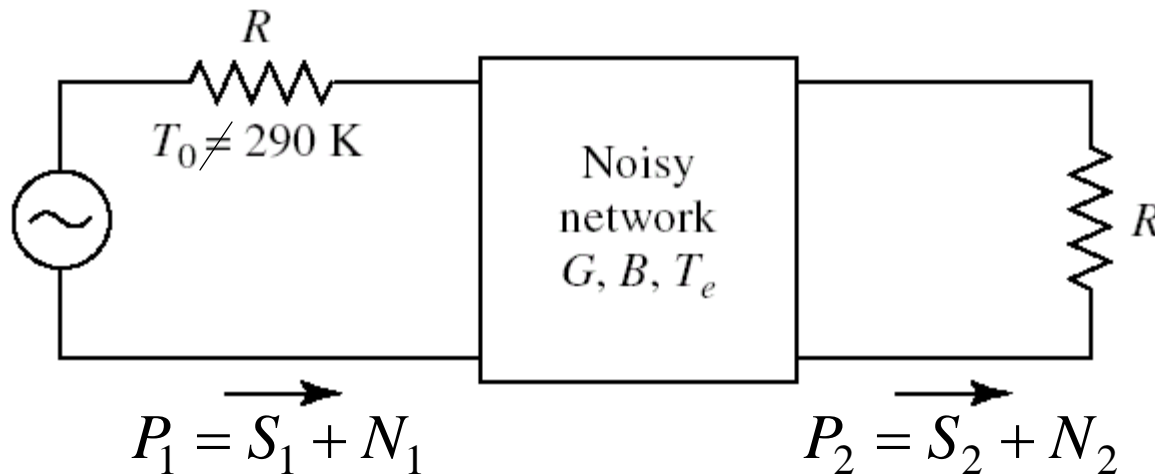 R
T₀ ≠ 290 K
Noisy
network
G, B, Tₑ
R
P₁ = S₁ + N₁
P₂ = S₂ + N₂